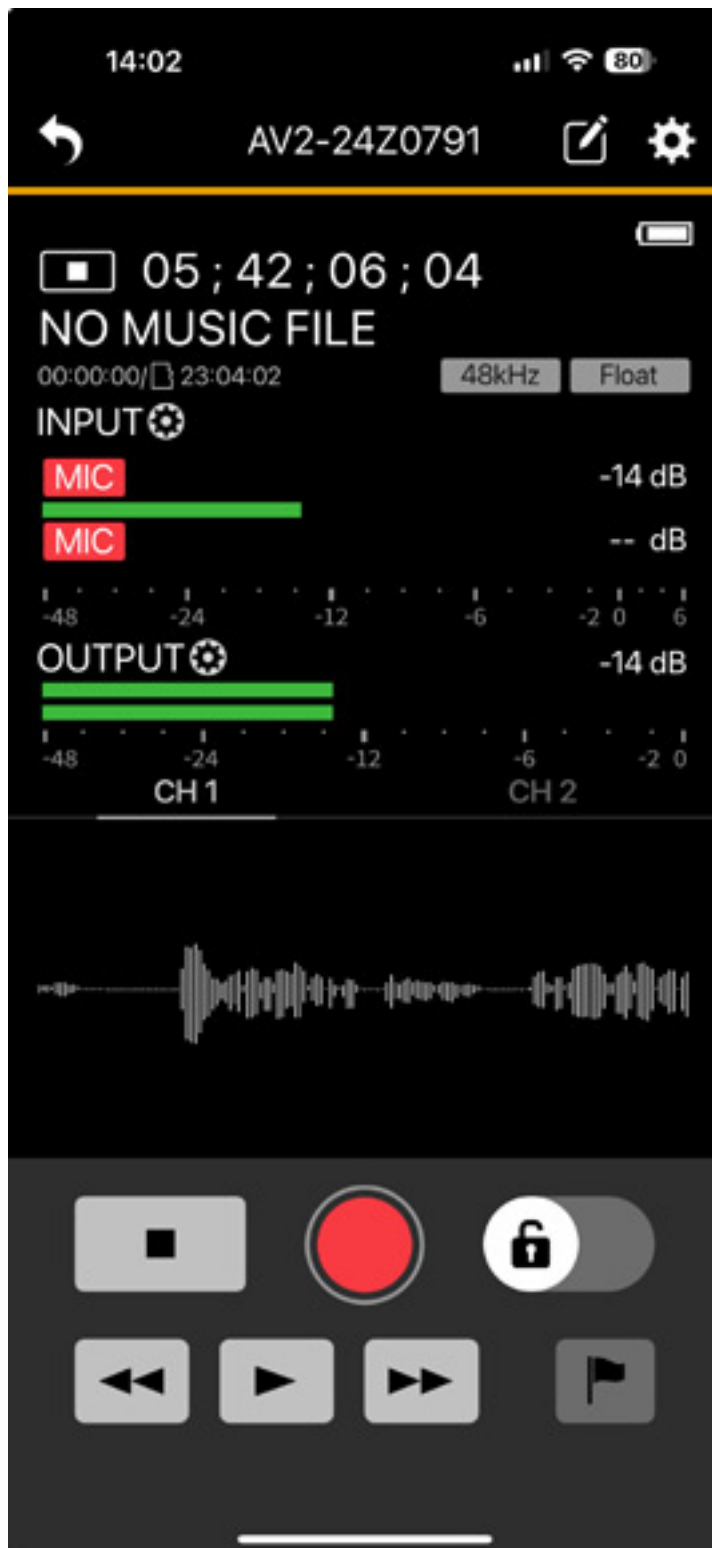 14:02
80
AV2-24Z0791
05 ; 42 ; 06 ; 04
NO MUSIC FILE
00:00:00/ 23:04:02 48kHz Float
INPUT
MIC -14 dB
MIC -- dB
-48 -24 -12 -6 -2 0 6
OUTPUT -14 dB
-48 -24 -12 -6 -2 0
CH 1 CH 2